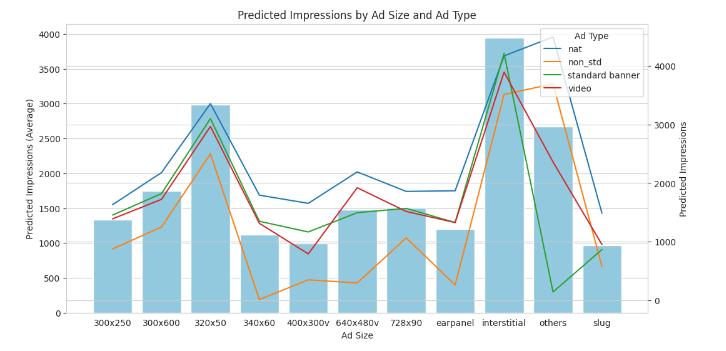 Predicted Impressions by Ad Size and Ad Type
Predicted Impressions (Average)
4000
3500
3000
2500
2000
1500
1000
500
0
Ad Type
nat
non_std
standard banner
video
4000
3000
2000
1000
0
Predicted Impressions
300x250 300x600 320x50 340x60 400x300v 640x480v 728x90 earpanel interstitial others slug
Ad Size